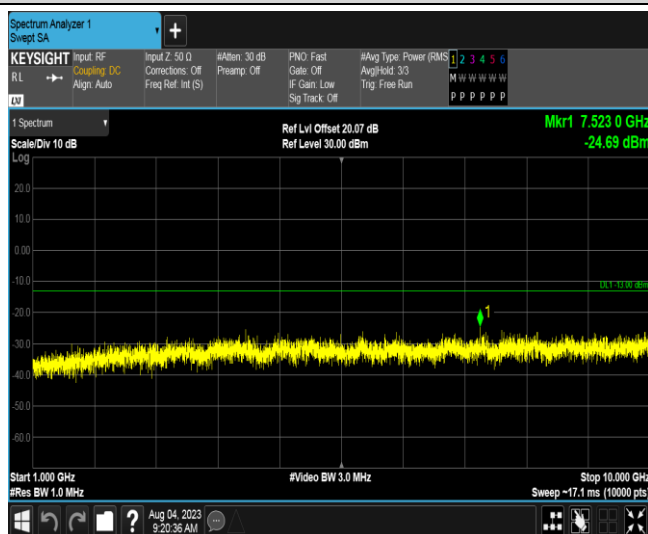 Spectrum Analyzer 1
Swept SA
+
KEYSIGHT
RL
LXI
Input: RF
Coupling: DC
Align: Auto
Input Z: 50 Ω
Corrections: Off
Freq Ref: Int (S)
#Atten: 30 dB
Preamp: Off
PNO: Fast
Gate: Off
IF Gain: Low
Sig Track: Off
#Avg Type: Power (RMS
Avg|Hold: 3/3
Trig: Free Run
1 2 3 4 5 6
M W W W W W
P P P P P P
1 Spectrum
Scale/Div 10 dB
Log
Ref Lvl Offset 20.07 dB
Ref Level 30.00 dBm
Mkr1 7.523 0 GHz
-24.69 dBm
20.0
10.0
0.00
-10.0
DL1 -13.00 dBm
1
-20.0
-30.0
-40.0
-50.0
-60.0
Start 1.000 GHz
#Res BW 1.0 MHz
#Video BW 3.0 MHz
Stop 10.000 GHz
Sweep ~17.1 ms (10000 pts)
?
Aug 04, 2023
9:20:36 AM